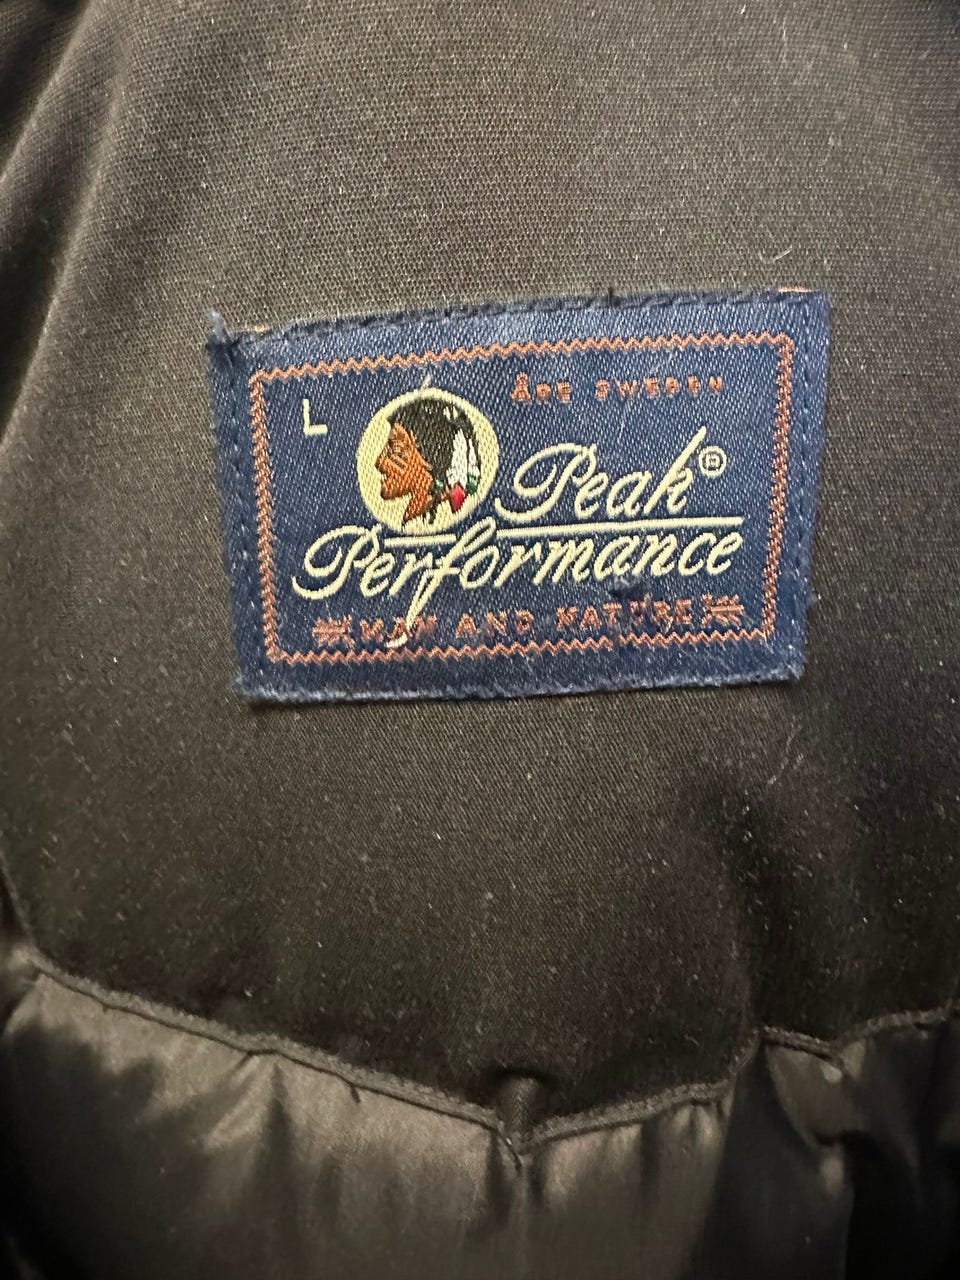 L
ÅRE SWEDEN
Peak®
Performance
MAN AND NATURE